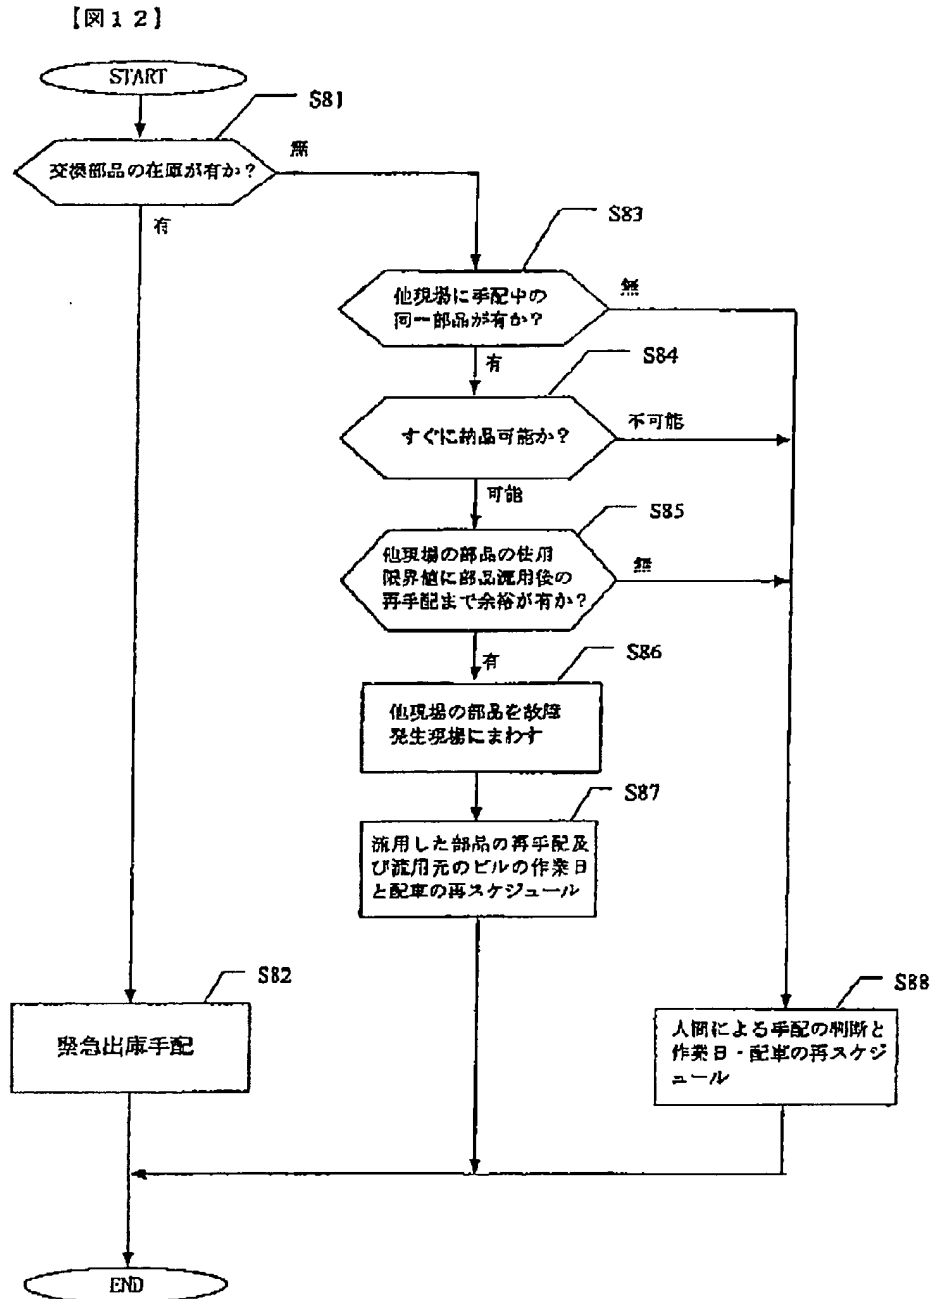 【図１２】
START
S81
交換部品の在庫が有か？
無
有
S83
他現場に手配中の
同一部品が有か？
無
有
S84
すぐに納品可能か？
不可能
可能
S85
他現場の部品の使用
限界値に部品流用後の
再手配まで余裕が有か？
無
有
S86
他現場の部品を故障
発生現場にまわす
S87
流用した部品の再手配及
び流用元のビルの作業日
と配車の再スケジュール
S82
緊急出庫手配
S88
人間による手配の判断と
作業日・配車の再スケジ
ュール
END